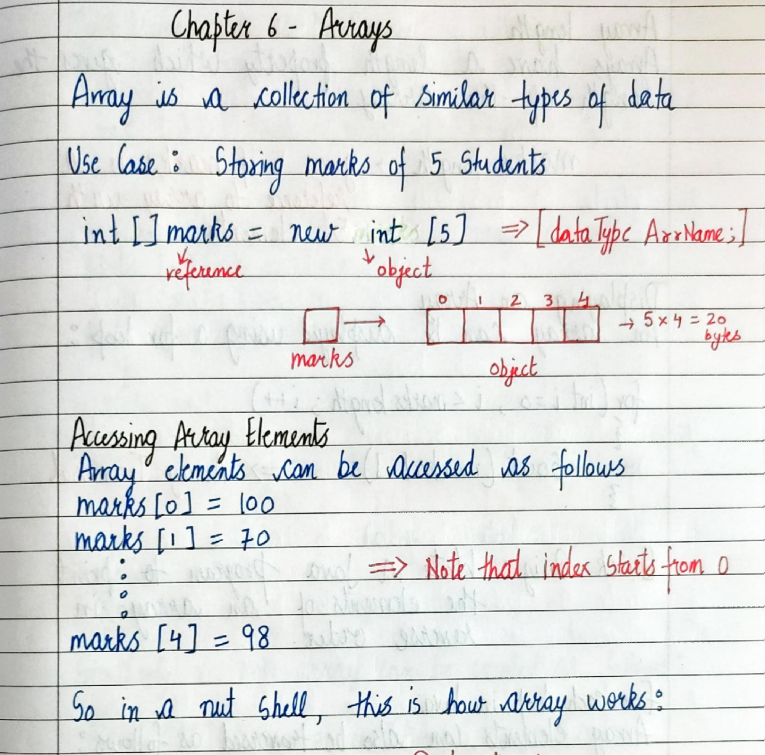 Chapter 6 - Arrays
Array is a collection of similar types of data
Use Case : Storing marks of 5 Students
int [ ] marks = new int [5] ⇒ [dataType ArrName;]
reference object
0 1 2 3 4
→ 5 × 4 = 20 bytes
marks
object
Accessing Array Elements
Array elements can be accessed as follows
marks [0] = 100
marks [1] = 70
⇒ Note that index starts from 0
marks [4] = 98
So in a nut shell, this is how array works :